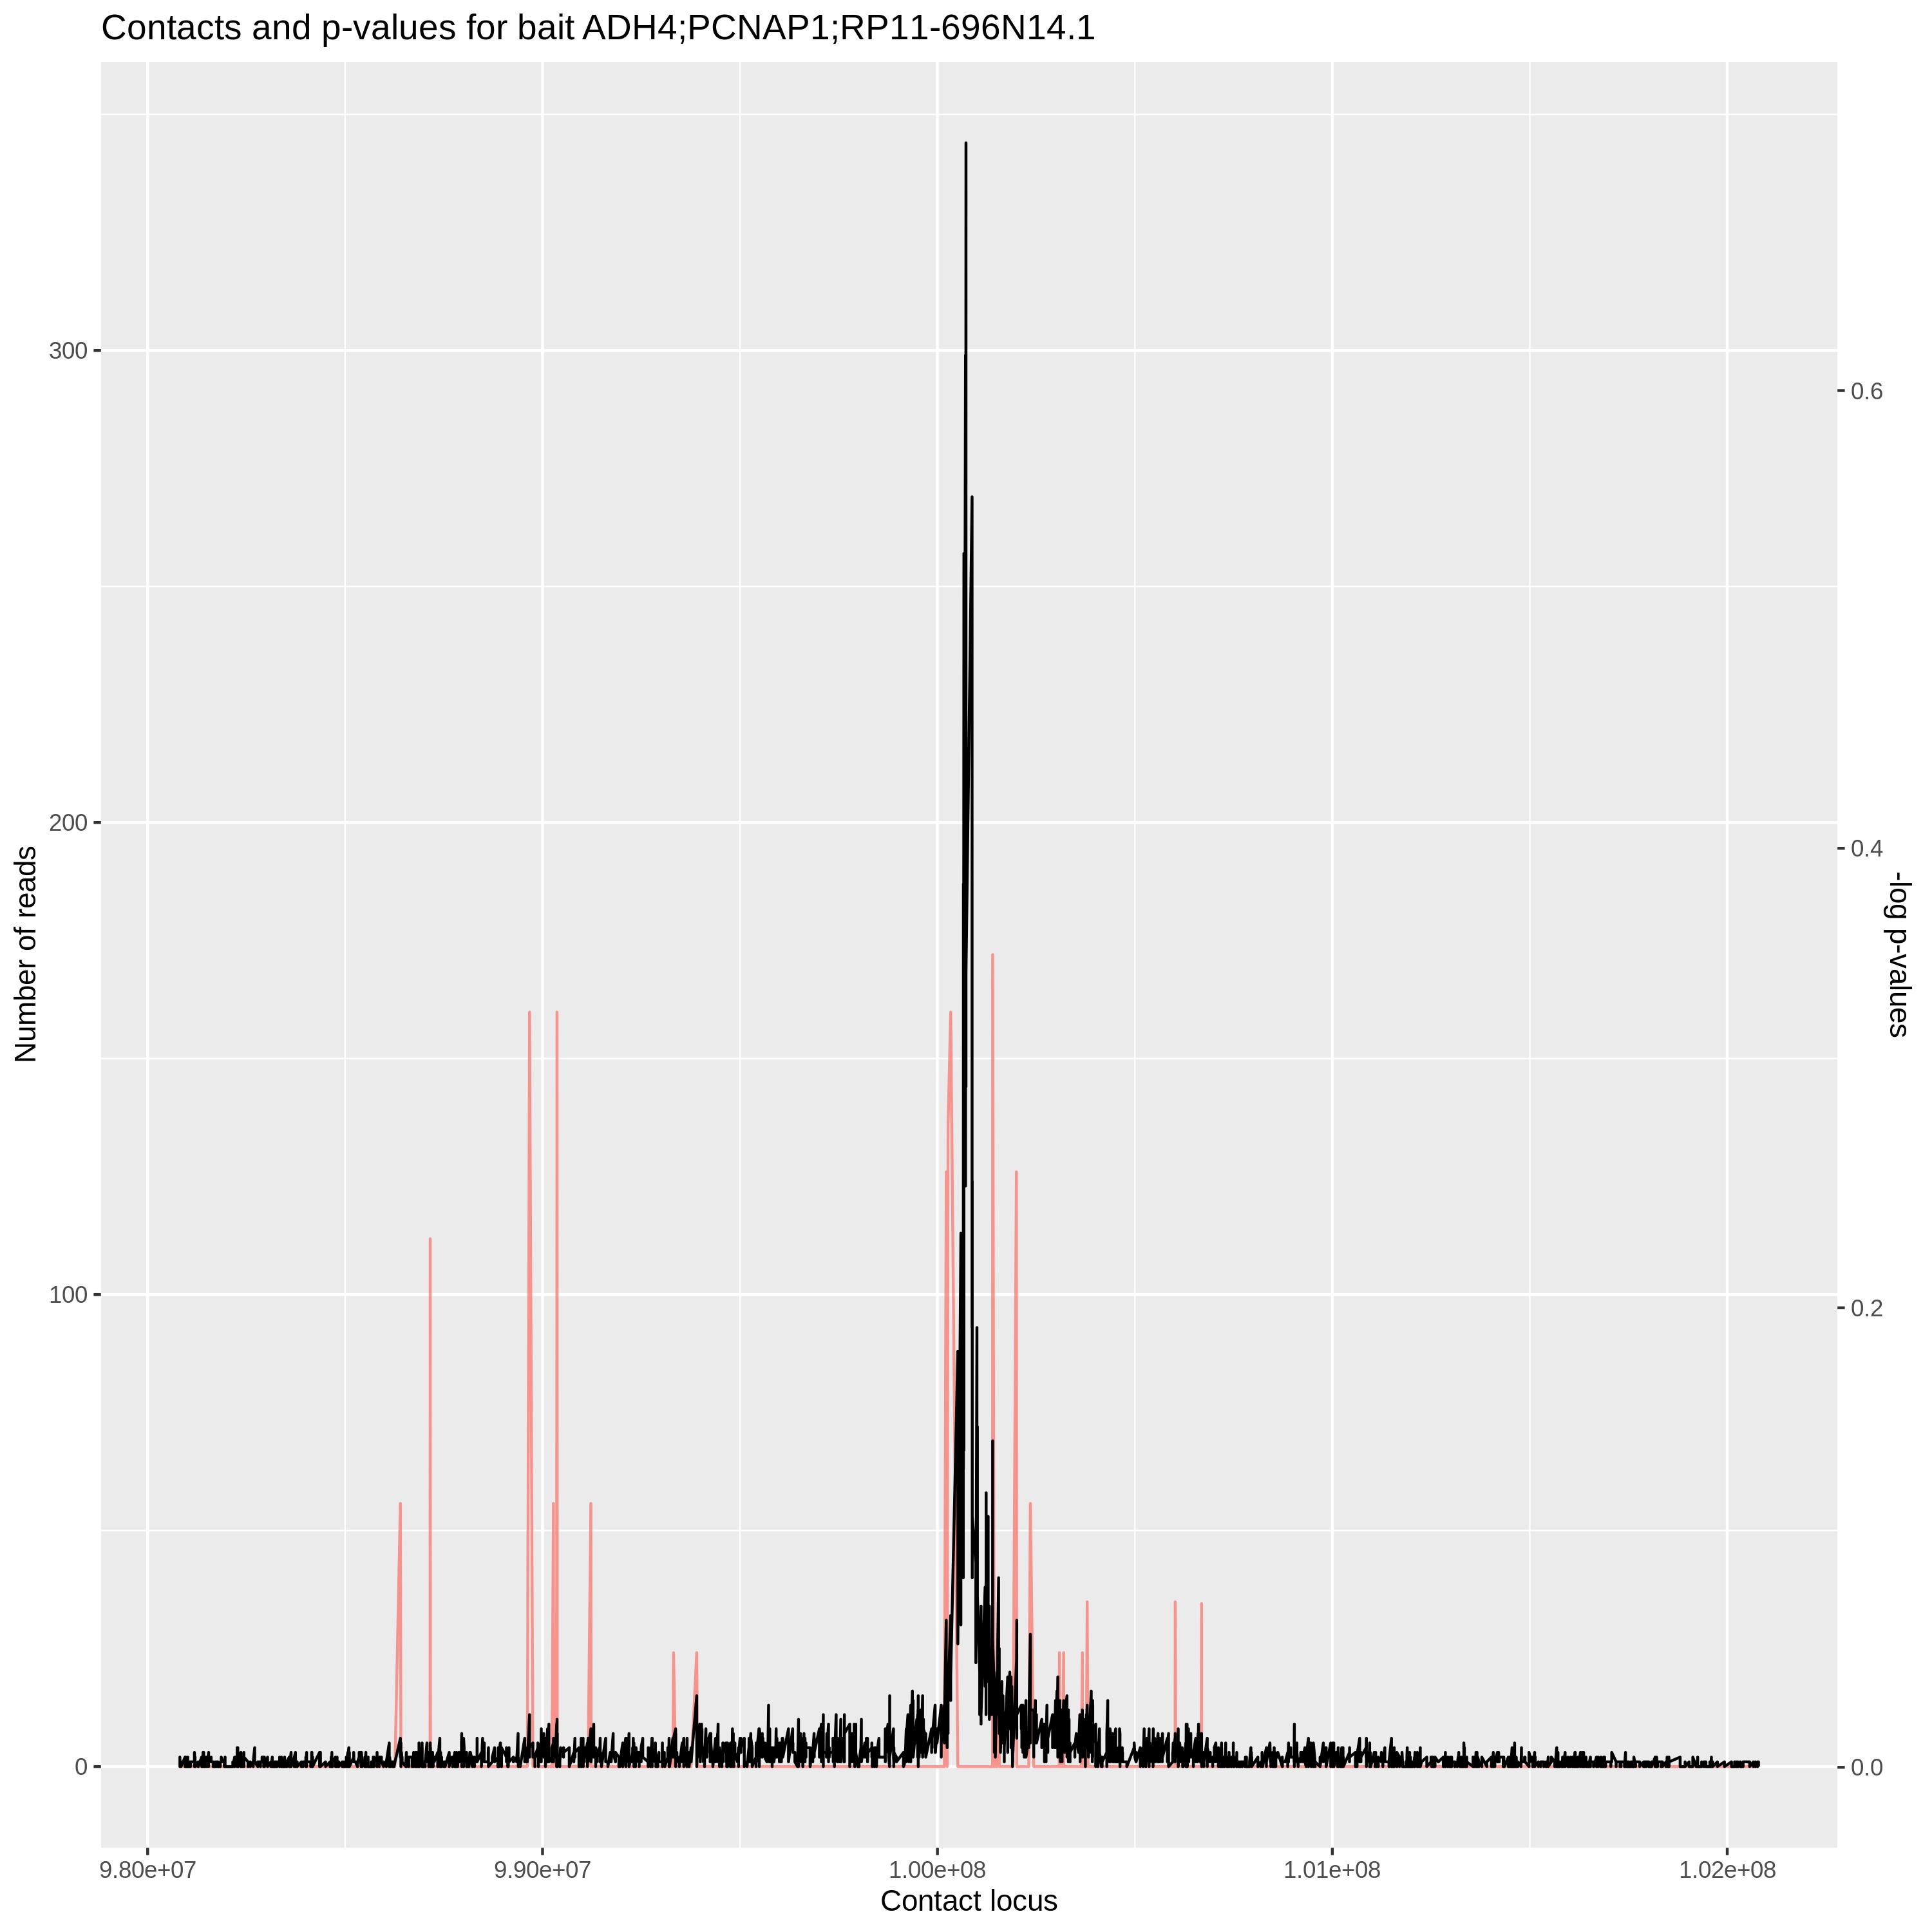 Contacts and p-values for bait ADH4;PCNAP1;RP11-696N14.1
300
200
100
0
Number of reads
0.6
0.4
0.2
0.0
-log p-values
9.80e+07
9.90e+07
1.00e+08
1.01e+08
1.02e+08
Contact locus